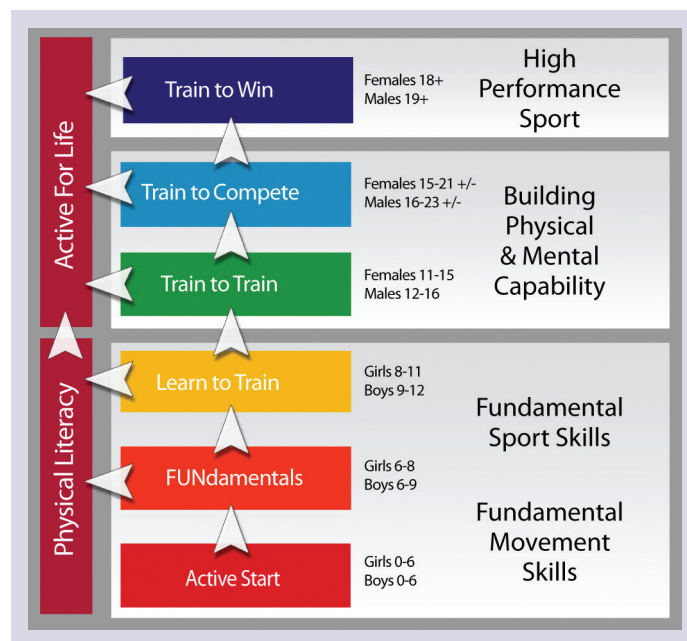 Active For Life
Physical Literacy
Train to Win
Females 18+
Males 19+
High
Performance
Sport
Train to Compete
Females 15-21 +/-
Males 16-23 +/-
Building
Physical
& Mental
Capability
Train to Train
Females 11-15
Males 12-16
Learn to Train
Girls 8-11
Boys 9-12
Fundamental
Sport Skills
FUNdamentals
Girls 6-8
Boys 6-9
Fundamental
Movement
Skills
Active Start
Girls 0-6
Boys 0-6